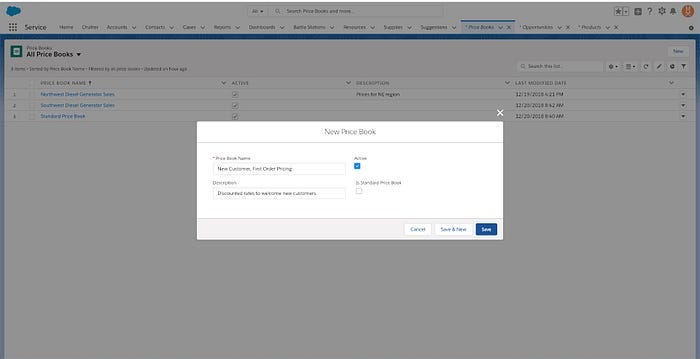 All
Search Price Books and more...
Service
Home
Chatter
Accounts
Contacts
Cases
Reports
Dashboards
Battle Stations
Resources
Supplies
Suggestions
* Price Books
* Opportunities
* Products
Price Books
All Price Books
New
3 items • Sorted by Price Book Name • Filtered by all price books • Updated an hour ago
Search this list...
PRICE BOOK NAME
ACTIVE
DESCRIPTION
LAST MODIFIED DATE
1 Northwest Diesel Generator Sales
Prices for NE region
12/19/2018 4:21 PM
2 Southwest Diesel Generator Sales
12/20/2018 8:42 AM
3 Standard Price Book
12/20/2018 8:40 AM
New Price Book
* Price Book Name
Active
New Customer, First Order Pricing
Description
Is Standard Price Book
Discounted rates to welcome new customers.
Cancel
Save & New
Save